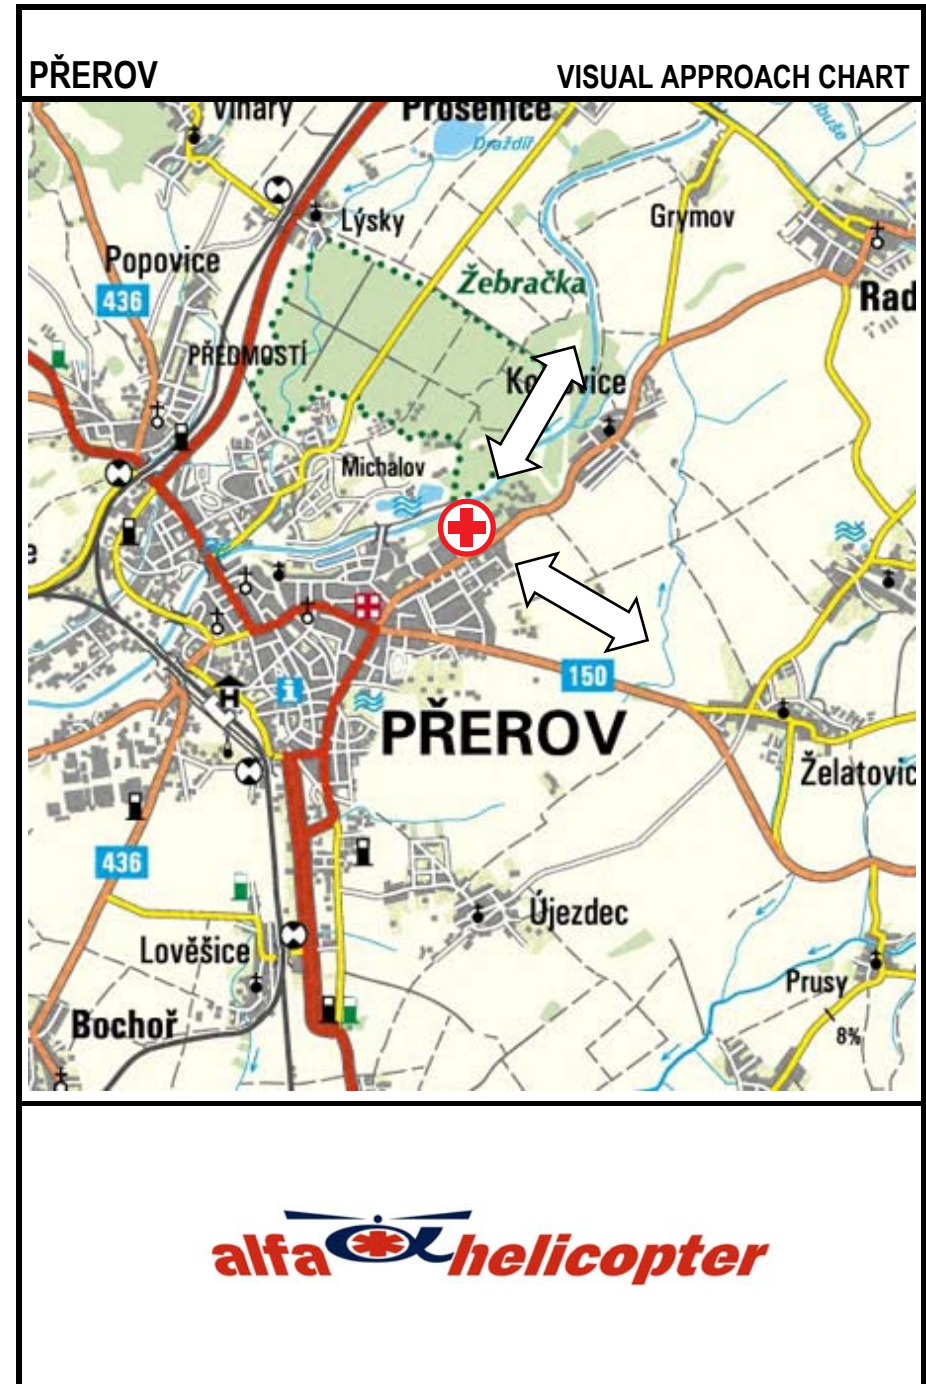 PŘEROV
VISUAL APPROACH CHART
Vinary
Prosenice
Draždíř
Lýsky
Grymov
Popovice
436
Žebračka
Rad
PŘEDMOSTÍ
Michalov
e
150
i
H
PŘEROV
Želatovic
436
Újezdec
Lověšice
Prusy
Bochoř
8%
alfa helicopter